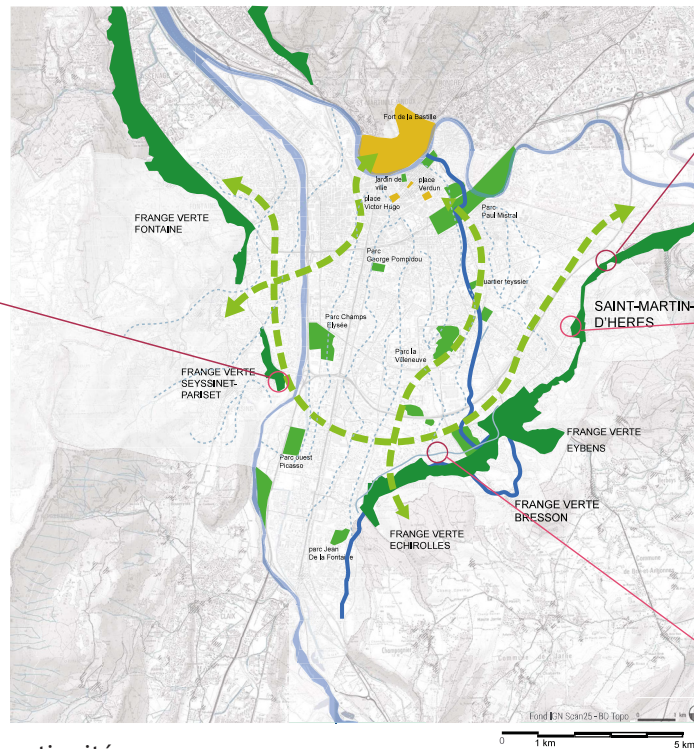 Fort de la Bastille
jardin de
ville
place
Verdun
place
Victor Hugo
Parc
Paul Mistral
FRANGE VERTE
FONTAINE
Parc
George Pompidou
uartier teyssier
SAINT-MARTIN-
D'HERES
Parc Champs
Elysée
Parc la
Villeneuve
FRANGE VERTE
SEYSSINET-
PARISET
FRANGE VERTE
EYBENS
Parc ouest
Picasso
FRANGE VERTE
BRESSON
FRANGE VERTE
ECHIROLLES
parc Jean
De la Fontaine
Fond IGN Scan25 - BD Topo
0 1 km 5 km